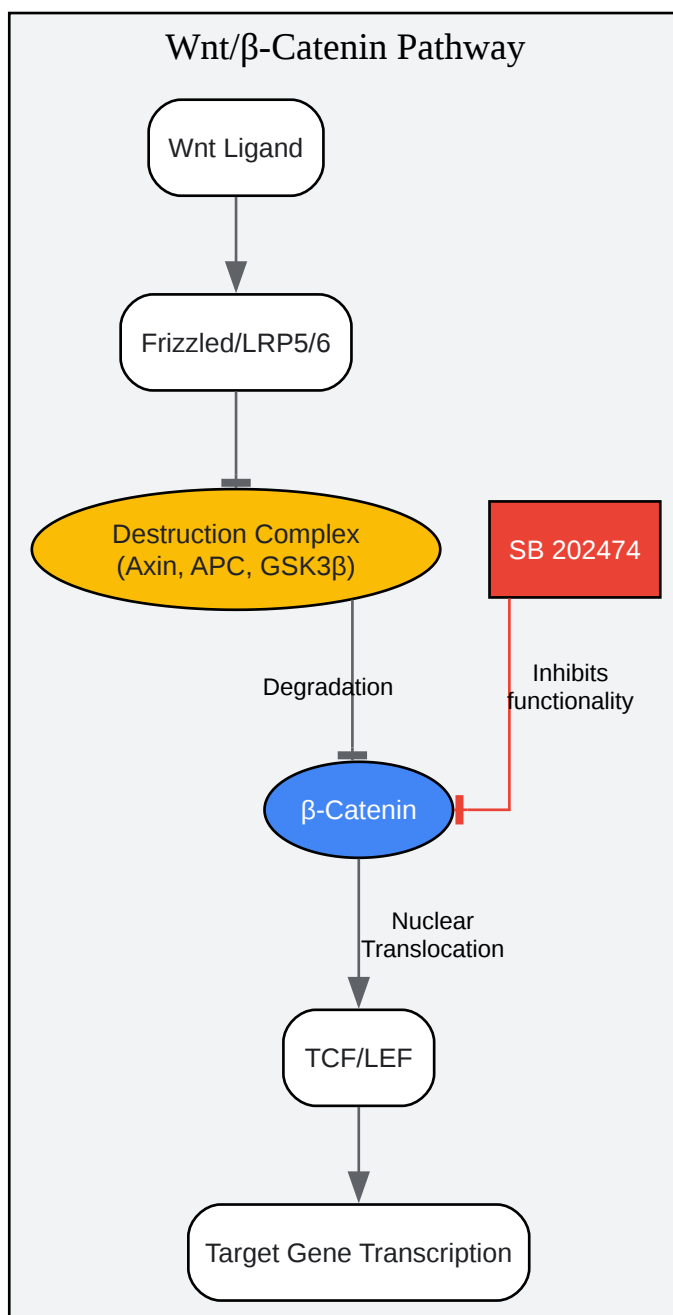 Wnt/β-Catenin Pathway
Wnt Ligand
Frizzled/LRP5/6
Destruction Complex
(Axin, APC, GSK3β)
SB 202474
Degradation
Inhibits
functionality
β-Catenin
Nuclear
Translocation
TCF/LEF
Target Gene Transcription